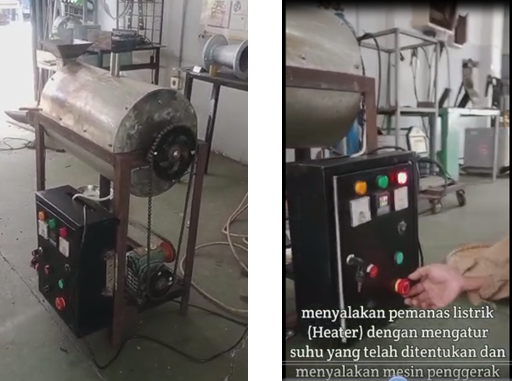 menyalakan pemanas listrik
(Heater) dengan mengatur
suhu yang telah ditentukan dan
menyalakan mesin penggerak